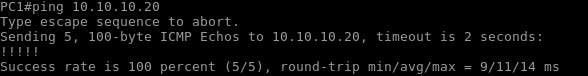 PC1#ping 10.10.10.20
Type escape sequence to abort.
Sending 5, 100-byte ICMP Echos to 10.10.10.20, timeout is 2 seconds:
!!!!!
Success rate is 100 percent (5/5), round-trip min/avg/max = 9/11/14 ms